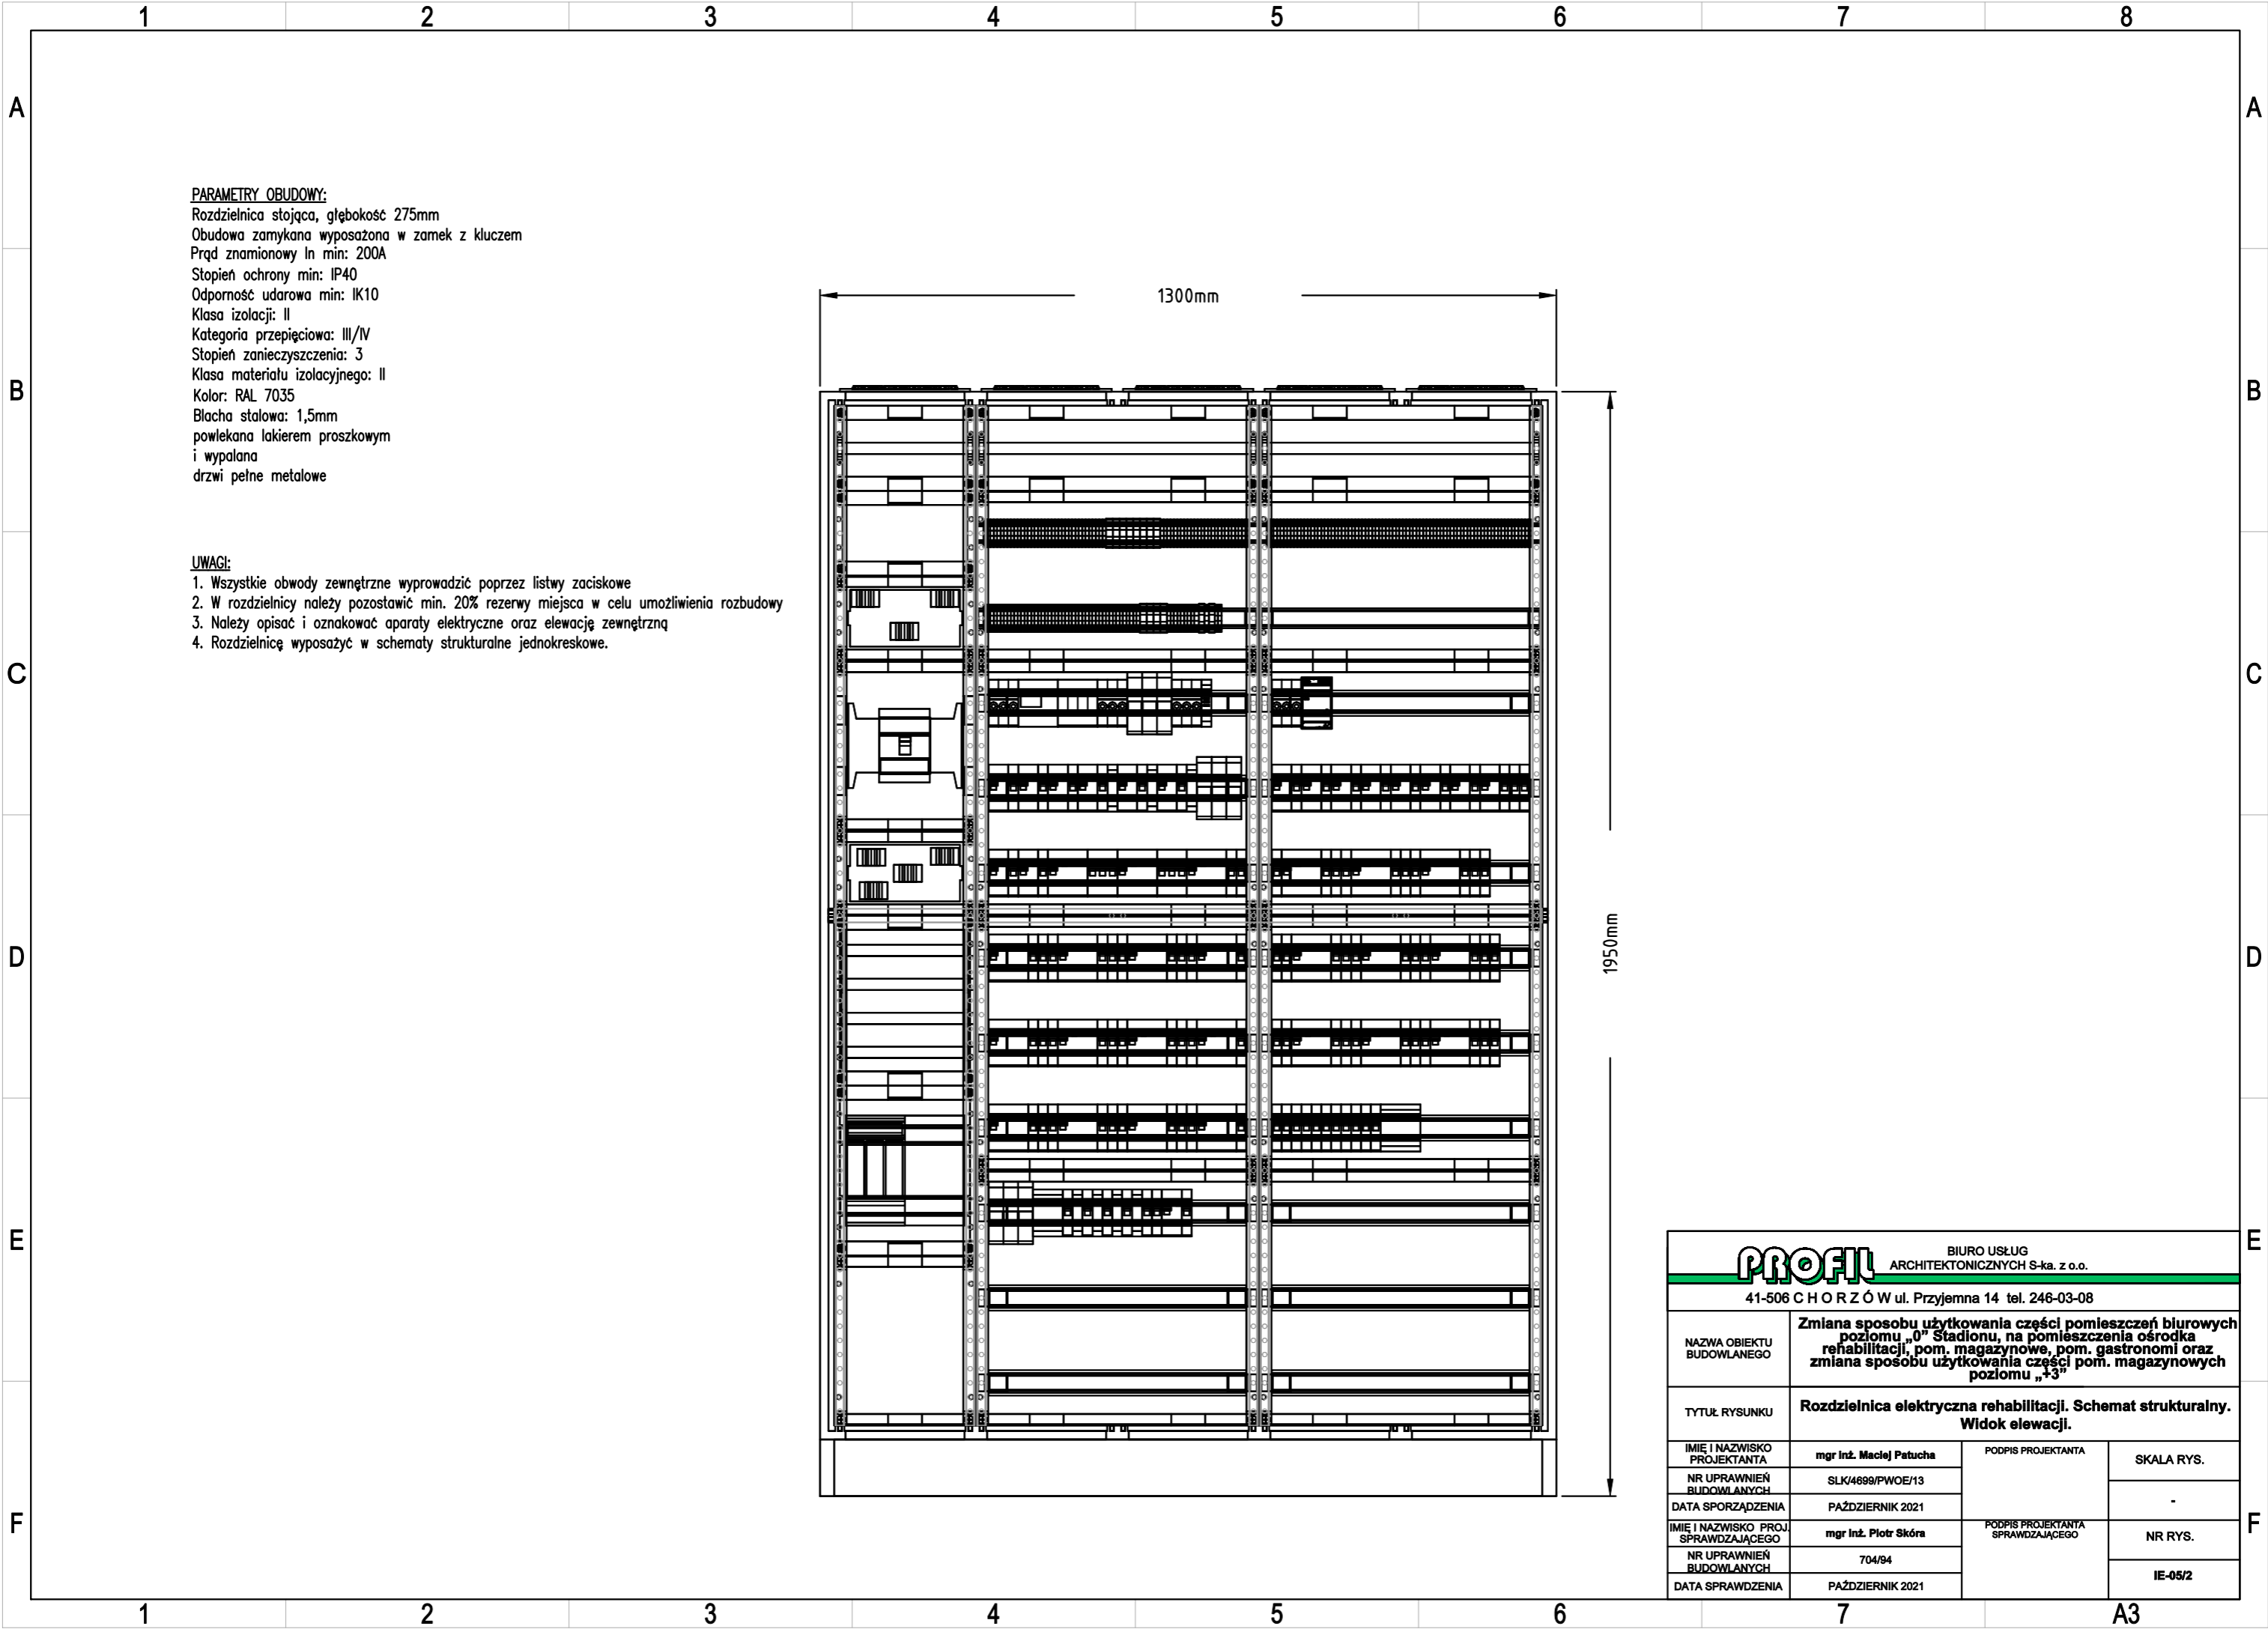 1 2 3 4 5 6 7 8
A A
B B
C C
D D
E E
F F
PARAMETRY OBUDOWY:
Rozdzielnica stojąca, głębokość 275mm
Obudowa zamykana wyposażona w zamek z kluczem
Prąd znamionowy In min: 200A
Stopień ochrony min: IP40
Odporność udarowa min: IK10
Klasa izolacji: II
Kategoria przepięciowa: III/IV
Stopień zanieczyszczenia: 3
Klasa materiału izolacyjnego: II
Kolor: RAL 7035
Blacha stalowa: 1,5mm
powlekana lakierem proszkowym
i wypalana
drzwi pełne metalowe
UWAGI:
1. Wszystkie obwody zewnętrzne wyprowadzić poprzez listwy zaciskowe
2. W rozdzielnicy należy pozostawić min. 20% rezerwy miejsca w celu umożliwienia rozbudowy
3. Należy opisać i oznakować aparaty elektryczne oraz elewację zewnętrzną
4. Rozdzielnicę wyposażyć w schematy strukturalne jednokreskowe.
1300mm
1950mm
PROFIL
BIURO USŁUG
ARCHITEKTONICZNYCH S-ka. z o.o.
41-506 C H O R Z Ó W ul. Przyjemna 14 tel. 246-03-08
NAZWA OBIEKTU
BUDOWLANEGO
Zmiana sposobu użytkowania części pomieszczeń biurowych
poziomu „0” Stadionu, na pomieszczenia ośrodka
rehabilitacji, pom. magazynowe, pom. gastronomi oraz
zmiana sposobu użytkowania części pom. magazynowych
poziomu „+3”
TYTUŁ RYSUNKU
Rozdzielnica elektryczna rehabilitacji. Schemat strukturalny.
Widok elewacji.
IMIĘ I NAZWISKO
PROJEKTANTA
mgr inż. Maciej Patucha
PODPIS PROJEKTANTA
SKALA RYS.
NR UPRAWNIEŃ
BUDOWLANYCH
SLK/4699/PWOE/13
-
DATA SPORZĄDZENIA
PAŹDZIERNIK 2021
IMIĘ I NAZWISKO PROJ.
SPRAWDZAJĄCEGO
mgr inż. Piotr Skóra
PODPIS PROJEKTANTA
SPRAWDZAJĄCEGO
NR RYS.
NR UPRAWNIEŃ
BUDOWLANYCH
704/94
IE-05/2
DATA SPRAWDZENIA
PAŹDZIERNIK 2021
1 2 3 4 5 6 7 A3